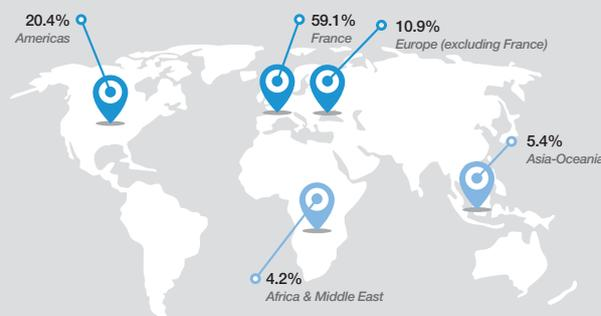 20.4%
Americas
59.1%
France
10.9%
Europe (excluding France)
5.4%
Asia-Oceania
4.2%
Africa & Middle East